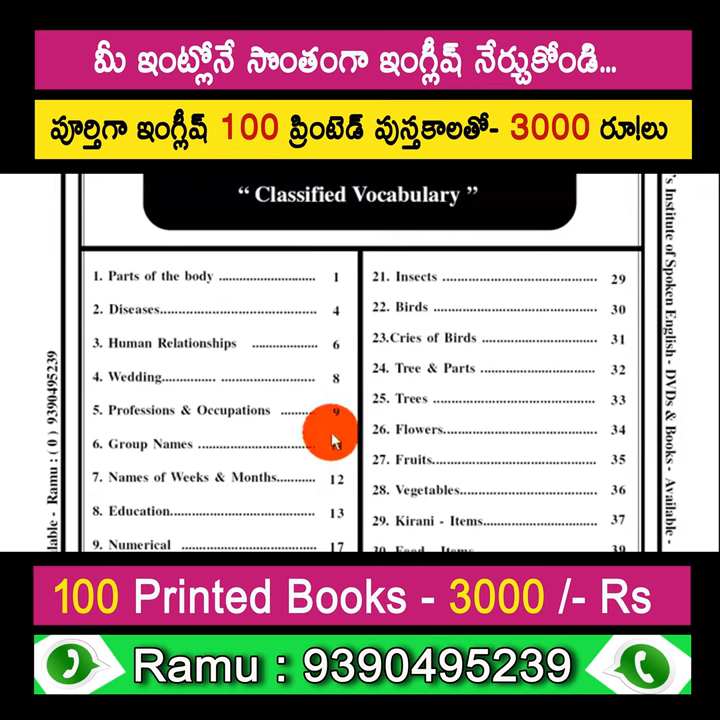 మీ ఇంట్లోనే సొంతంగా ఇంగ్లీష్ నేర్చుకోండి...
పూర్తిగా ఇంగ్లీష్ 100 ప్రింటెడ్ పుస్తకాలతో- 3000 రూ!లు
“ Classified Vocabulary ”
1. Parts of the body ............................ 1
2. Diseases.......................................... 4
3. Human Relationships ................... 6
4. Wedding............... ................... 8
5. Professions & Occupations .......... 9
6. Group Names ..................................
7. Names of Weeks & Months........... 12
8. Education.......................................... 13
9. Numerical ....................................... 17
21. Insects ............................................ 29
22. Birds .............................................. 30
23.Cries of Birds ................................. 31
24. Tree & Parts ................................. 32
25. Trees .............................................. 33
26. Flowers............................................ 34
27. Fruits............................................... 35
28. Vegetables....................................... 36
29. Kirani - Items................................. 37
30. Food Items 39
lable - Ramu : ( 0 ) 9390495239
's Institute of Spoken English - DVDs & Books - Available -
100 Printed Books - 3000 /- Rs
Ramu : 9390495239